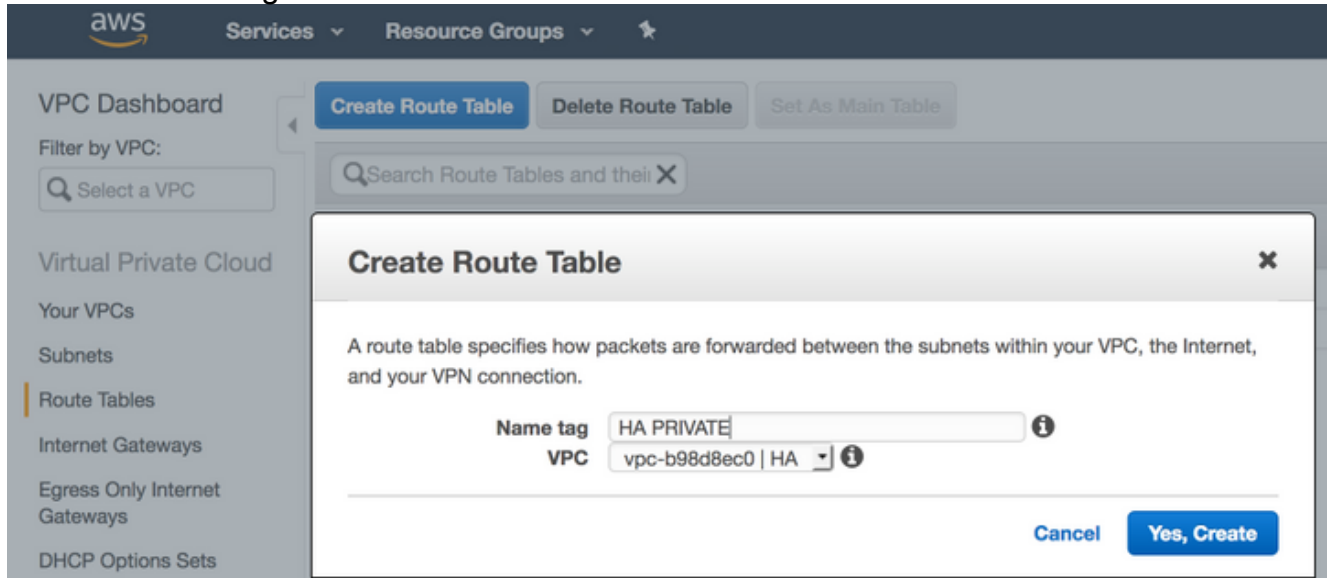 aws Services Resource Groups
VPC Dashboard
Filter by VPC:
Select a VPC
Virtual Private Cloud
Your VPCs
Subnets
Route Tables
Internet Gateways
Egress Only Internet
Gateways
DHCP Options Sets
Create Route Table Delete Route Table Set As Main Table
Search Route Tables and thei
Create Route Table
A route table specifies how packets are forwarded between the subnets within your VPC, the Internet,
and your VPN connection.
Name tag HA PRIVATE
VPC vpc-b98d8ec0 | HA
Cancel Yes, Create